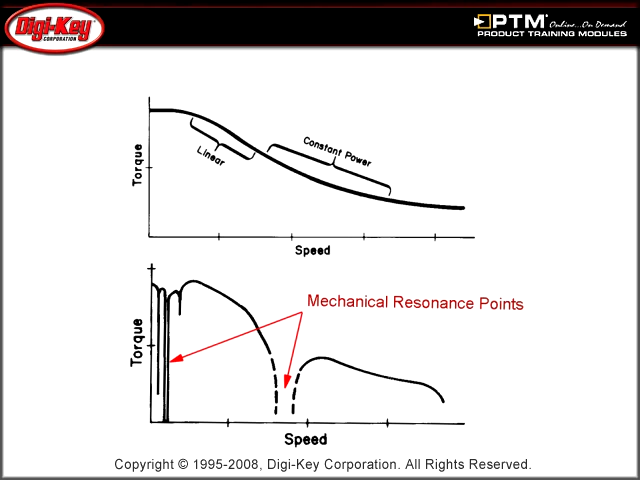 Digi-Key
CORPORATION
PTM Online...On Demand
PRODUCT TRAINING MODULES
Torque
Linear
Constant Power
Speed
Torque
Mechanical Resonance Points
Speed
Copyright © 1995-2008, Digi-Key Corporation. All Rights Reserved.